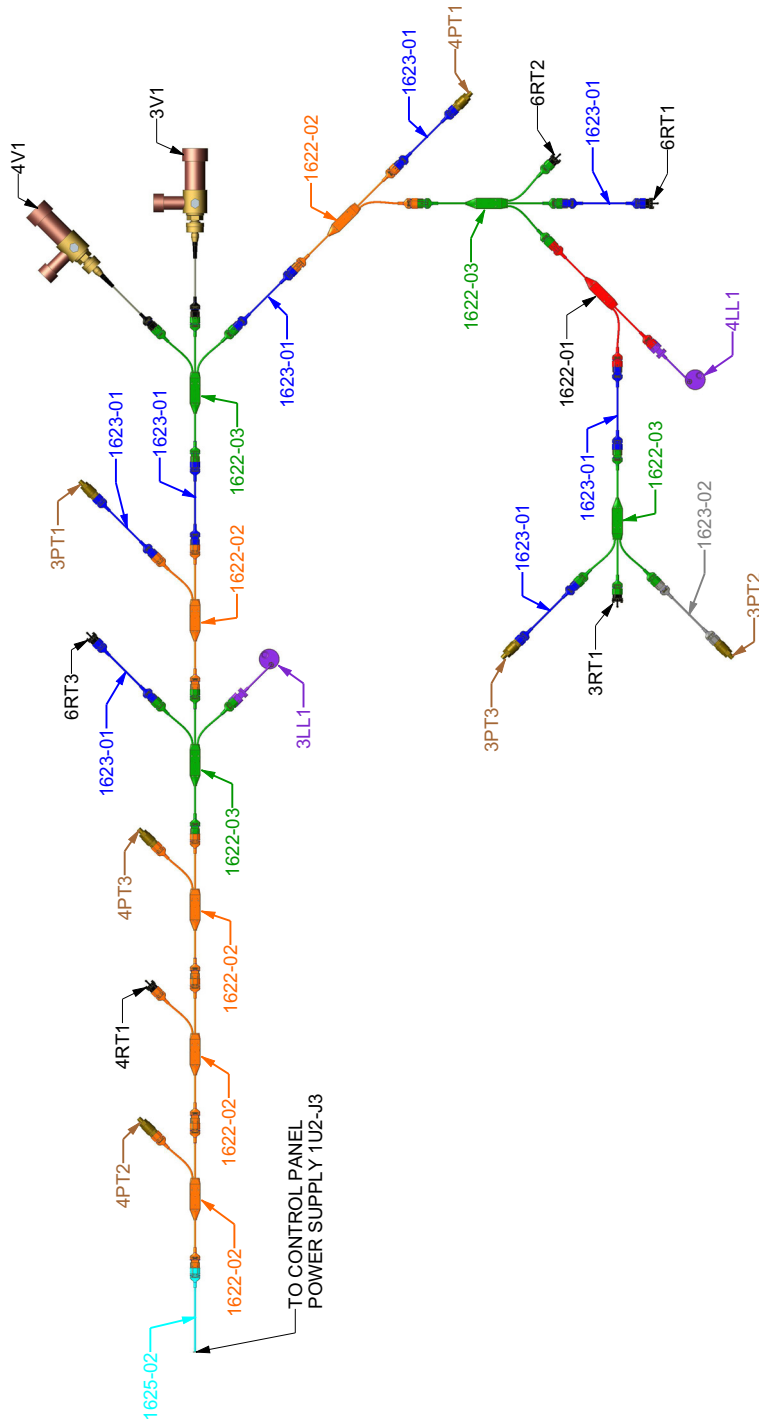 4PT1
1623-01
6RT2
1623-01
6RT1
3V1
4V1
1622-02
1623-01
1622-03
1622-01
4LL1
1623-01
1622-03
1623-01
1623-02
3PT2
3RT1
3PT3
1622-03
1623-01
1623-01
3PT1
1622-02
6RT3
1623-01
3LL1
1622-03
4PT3
1622-02
4RT1
1622-02
4PT2
1622-02
1625-02
TO CONTROL PANEL
POWER SUPPLY 1U2-J3